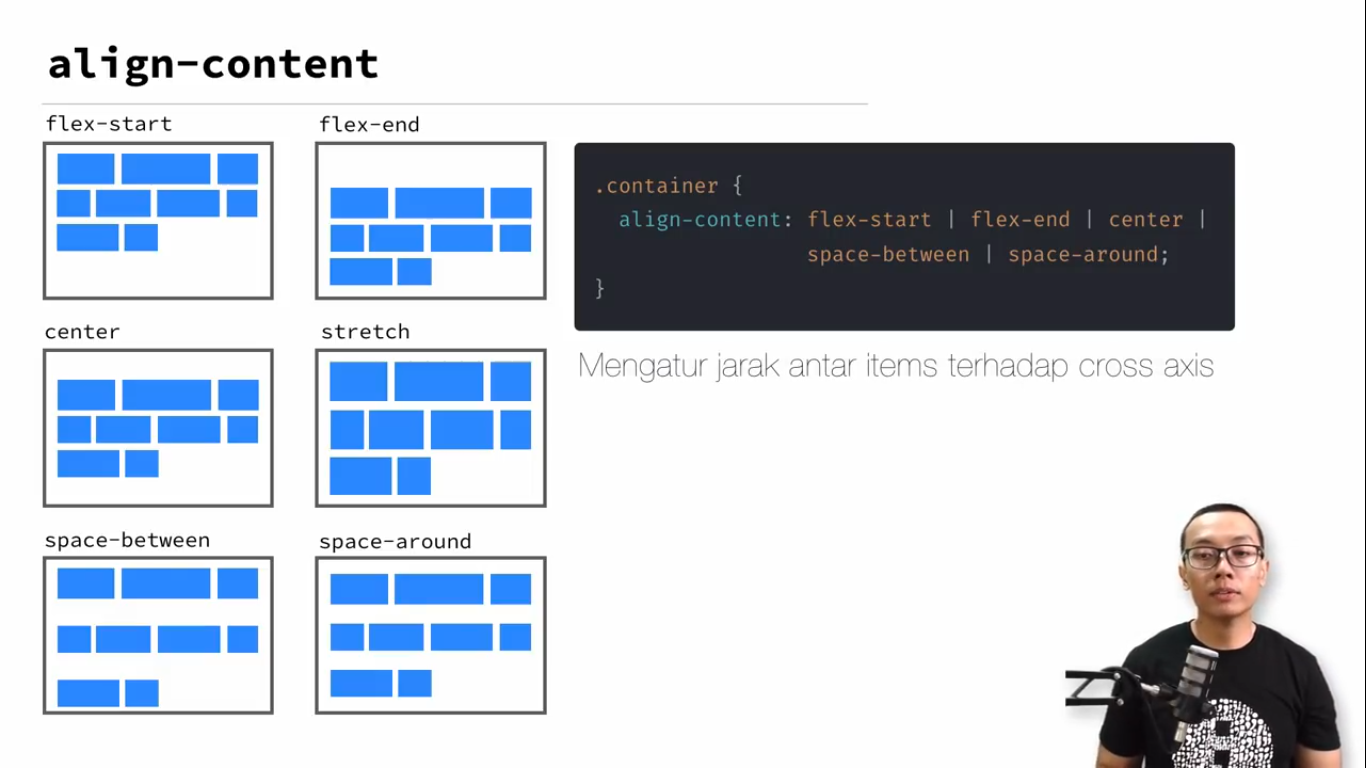 align-content
flex-start
flex-end
center
stretch
space-between
space-around
.container {
align-content: flex-start | flex-end | center |
space-between | space-around;
}
Mengatur jarak antar items terhadap cross axis